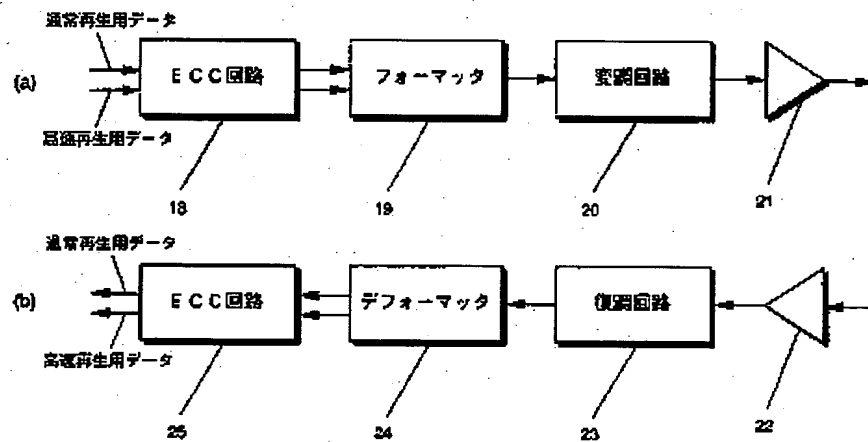 通常再生用データ
(a)
ECC回路
フォーマッタ
変調回路
高速再生用データ
18
19
20
21
通常再生用データ
(b)
ECC回路
デフォーマッタ
復調回路
高速再生用データ
25
24
23
22